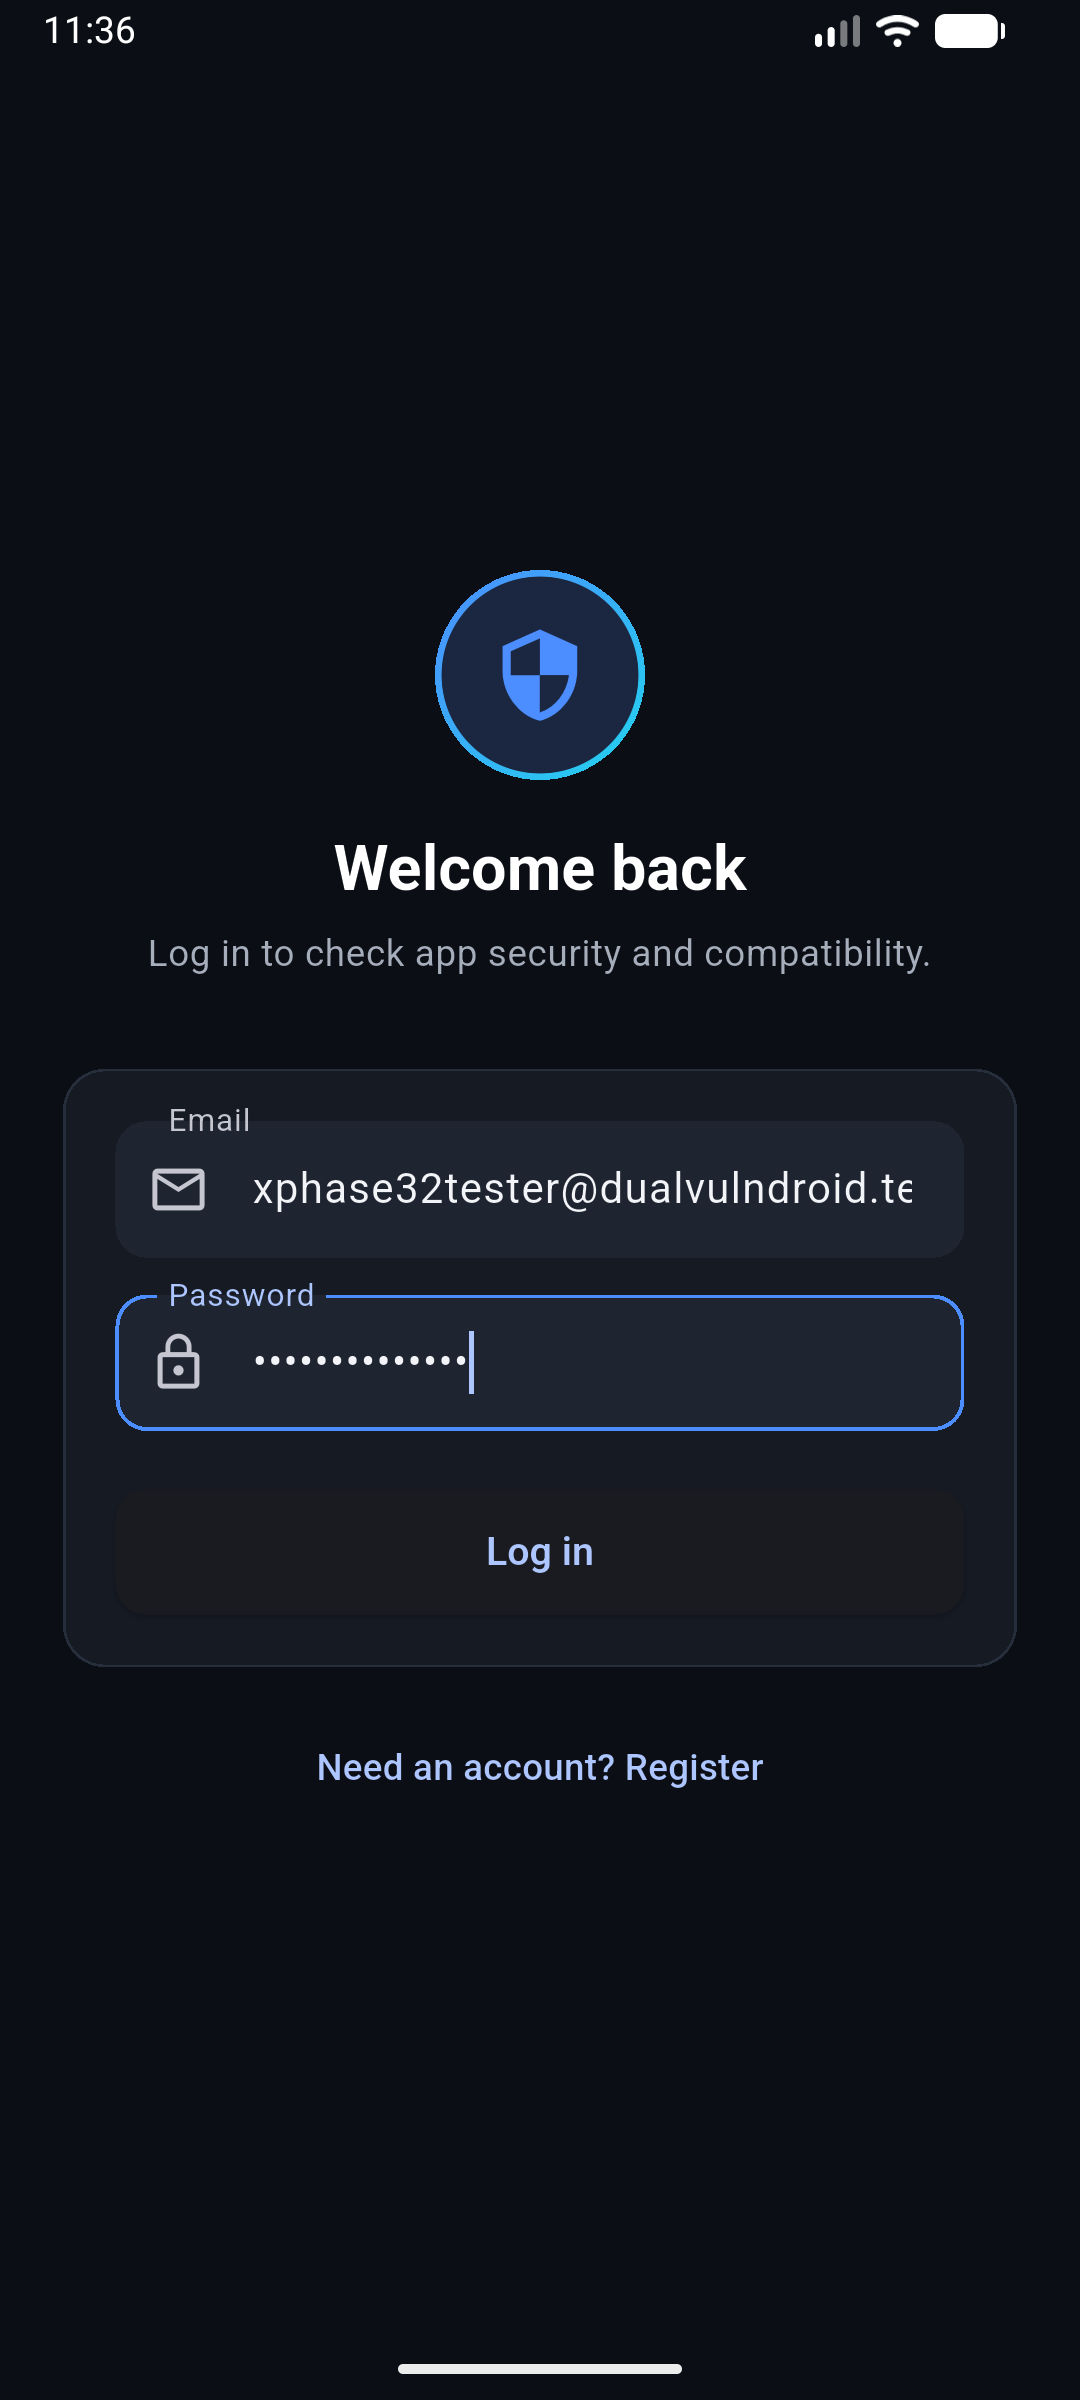 11:36
Welcome back
Log in to check app security and compatibility.
Email
xphase32tester@dualvulndroid.te
Password
••••••••••••••
Log in
Need an account? Register